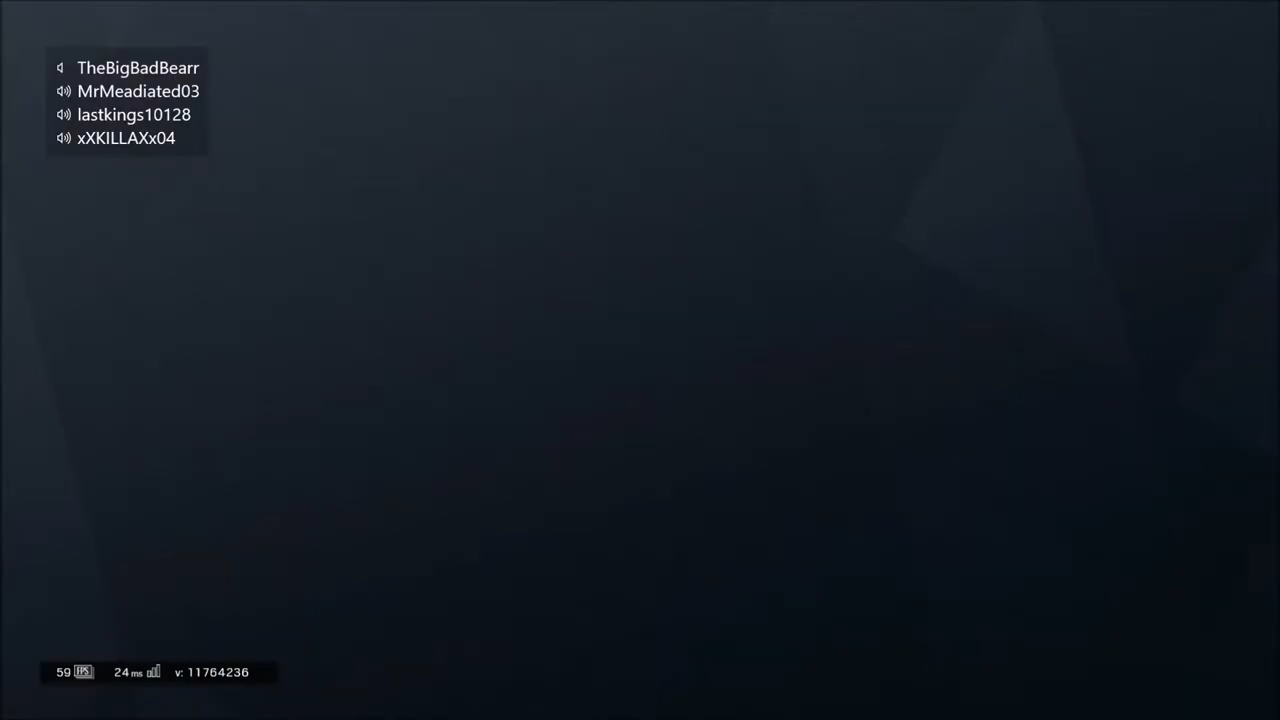 TheBigBadBearr
MrMeadiated03
lastkings10128
xXKILLAXx04
59 FPS 24 ms v: 11764236